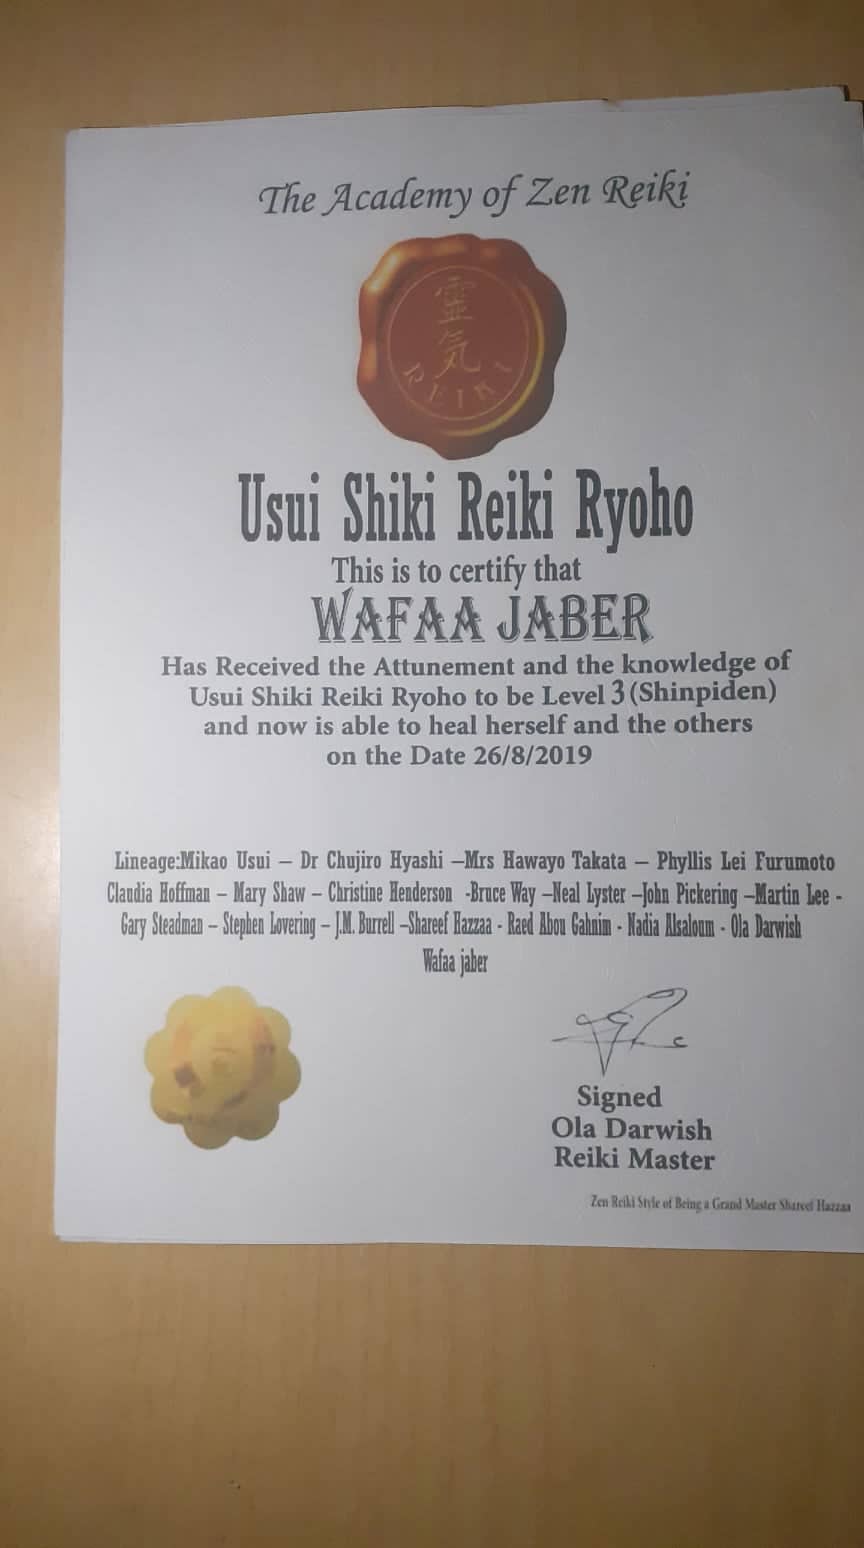 The Academy of Zen Reiki
靈
気
REIKI
Usui Shiki Reiki Ryoho
This is to certify that
WAFAA JABER
Has Received the Attunement and the knowledge of
Usui Shiki Reiki Ryoho to be Level 3 (Shinpiden)
and now is able to heal herself and the others
on the Date 26/8/2019
Lineage:Mikao Usui – Dr Chujiro Hyashi –Mrs Hawayo Takata – Phyllis Lei Furumoto
Claudia Hoffman – Mary Shaw – Christine Henderson -Bruce Way –Neal Lyster –John Pickering –Martin Lee -
Gary Steadman – Stephen Lovering – J.M. Burrell –Shareef Hazzaa - Raed Abou Gahnim - Nadia Alsaloum - Ola Darwish
Wafaa jaber
Signed
Ola Darwish
Reiki Master
Zen Reiki Style of Being a Grand Master Shareef Hazzaa